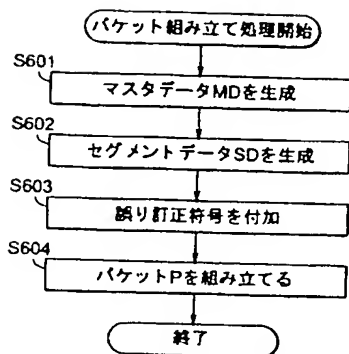 パケット組み立て処理開始
S601
マスタデータMDを生成
S602
セグメントデータSDを生成
S603
誤り訂正符号を付加
S604
パケットPを組み立てる
終了